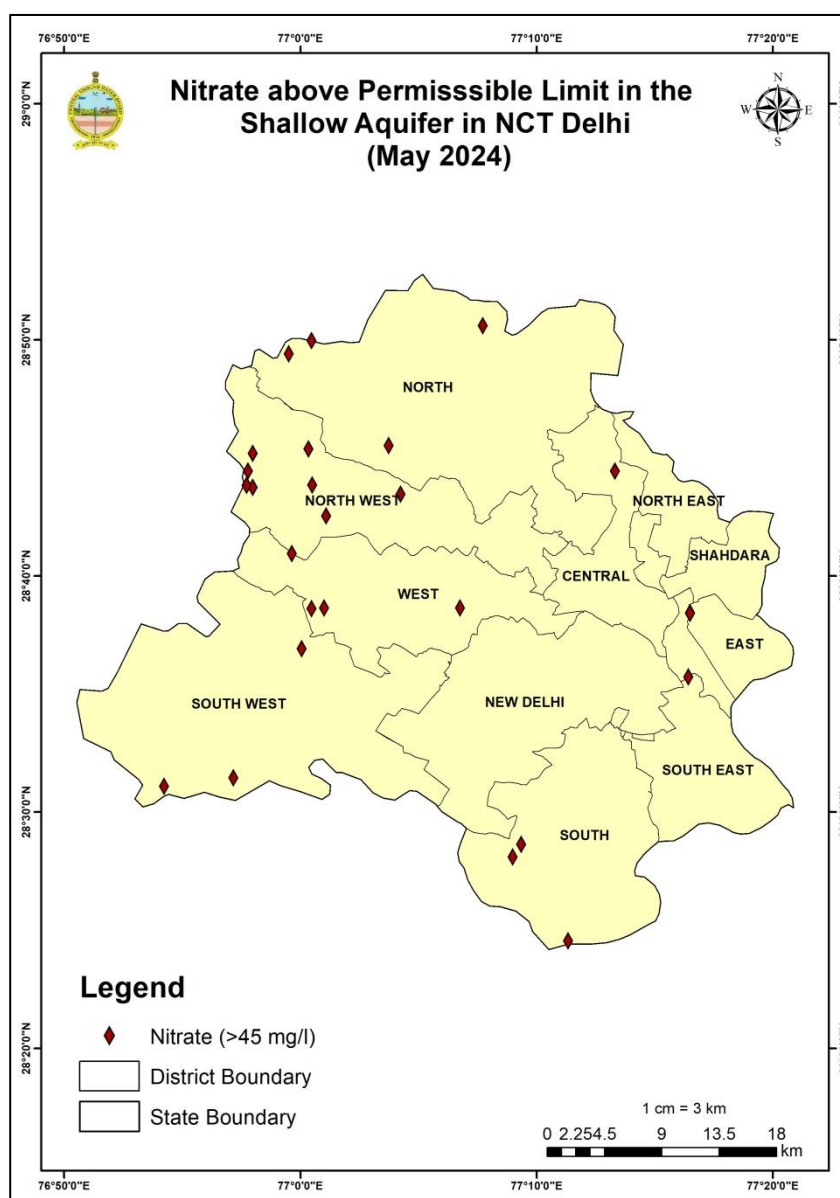 76°50'0"E 77°0'0"E 77°10'0"E 77°20'0"E
Nitrate above Permisssible Limit in the
Shallow Aquifer in NCT Delhi
(May 2024)
N
W E
S
29°0'0"N
28°50'0"N
28°40'0"N
28°30'0"N
28°20'0"N
NORTH
NORTH WEST
NORTH EAST
SHAHDARA
CENTRAL
WEST
EAST
SOUTH WEST
NEW DELHI
SOUTH EAST
SOUTH
Legend
Nitrate (>45 mg/l)
District Boundary
State Boundary
1 cm = 3 km
0 2.254.5 9 13.5 18
km
76°50'0"E 77°0'0"E 77°10'0"E 77°20'0"E